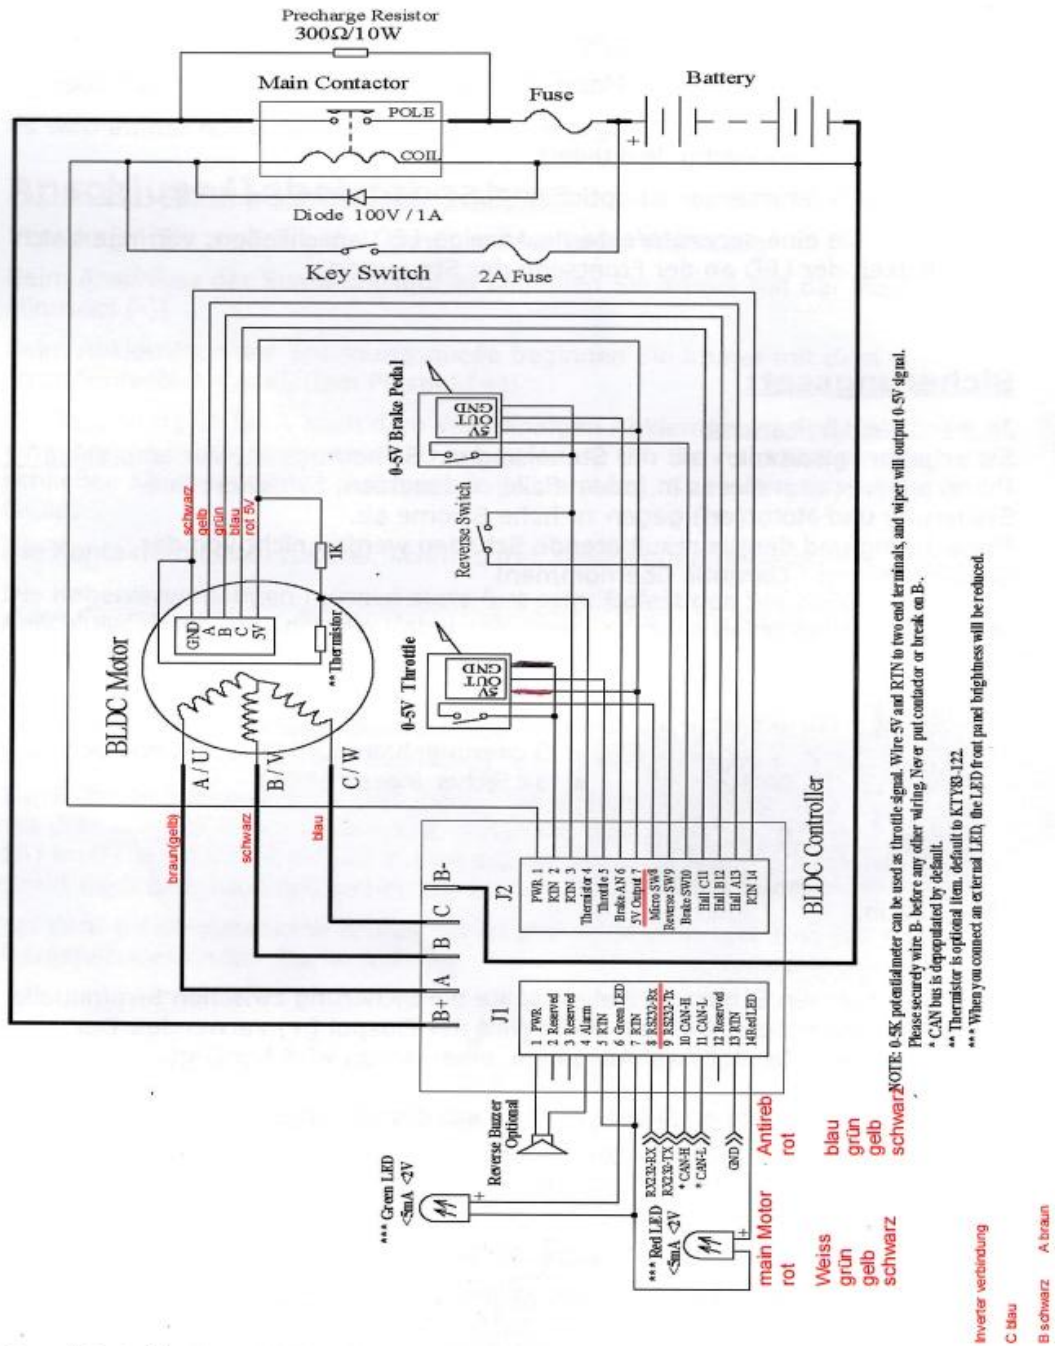 Precharge Resistor
300Ω/10W
Main Contactor
POLE
COIL
Fuse
Battery
+
Diode 100V / 1A
Key Switch
2A Fuse
0-5V Brake Pedal
GND
OUT
5V
Reverse Switch
0-5V Throttle
GND
OUT
5V
BLDC Motor
GND
A
B
C
5V
schwarz
gelb
grün
blau
rot 5V
1K
**Thermistor
A / U
B / V
C / W
braun(gelb)
schwarz
blau
BLDC Controller
B+
A
B
C
B-
J2
PWR 1
RTN 2
RTN 3
Thermistor 4
Throttle 5
Brake AN 6
5V Output 7
Micro SW8
Reverse SW9
Brake SW10
Hall C11
Hall B12
Hall A13
RTN 14
J1
1 PWR
2 Reserved
3 Reserved
4 Alarm
5 RTN
6 Green LED
7 RTN
8 RS232-Rx
9 RS232-Tx
10 CAN-H
11 CAN-L
12 Reserved
13 RTN
14Red LED
Reverse Buzzer
Optional
*** Green LED
<5mA <2V
+
RX232-RX
RX232-TX
* CAN-H
* CAN-L
GND
*** Red LED
<5mA <2V
+
NOTE: 0-5K potentialmeter can be used as throttle signal. Wire 5V and RTN to two end terminals, and wiper will output 0-5V signal.
Please securely wire B- before any other wiring. Never put contactor or break on B-.
* CAN bus is depopulated by default.
** Thermistor is optional item, default to KTY83-122.
*** When you connect an external LED, the LED front panel brightness will be reduced.
main Motor
rot
Weiss
grün
gelb
schwarz
Antireb
rot
blau
grün
gelb
schwarz
Inverter verbindung
C blau
B schwarz
A braun